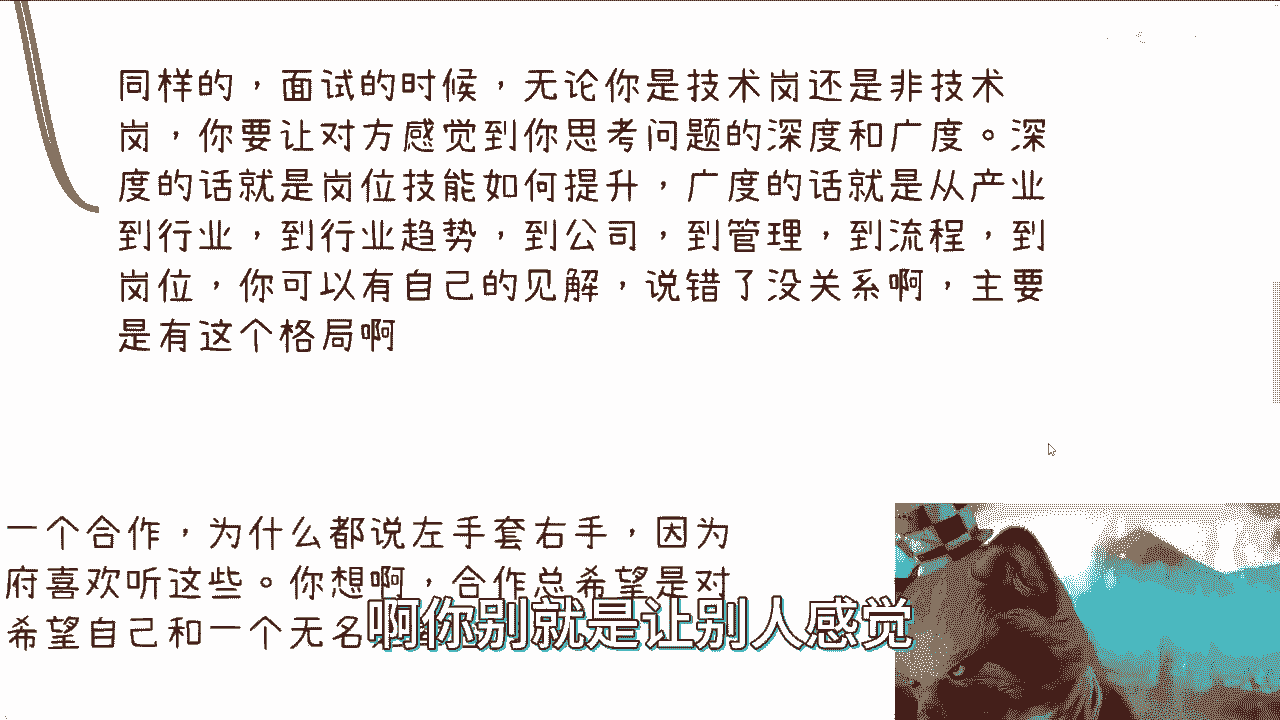 同样的，面试的时候，无论你是技术岗还是非技术
岗，你要让对方感觉到你思考问题的深度和广度。深
度的话就是岗位技能如何提升，广度的话就是从产业
到行业，到行业趋势，到公司，到管理，到流程，到
岗位，你可以有自己的见解，说错了没关系啊，主要
是有这个格局啊
一个合作，为什么都说左手套右手，因为
府喜欢听这些。你想啊，合作总希望是对
希望自己和一个无名
啊你别就是让别人感觉